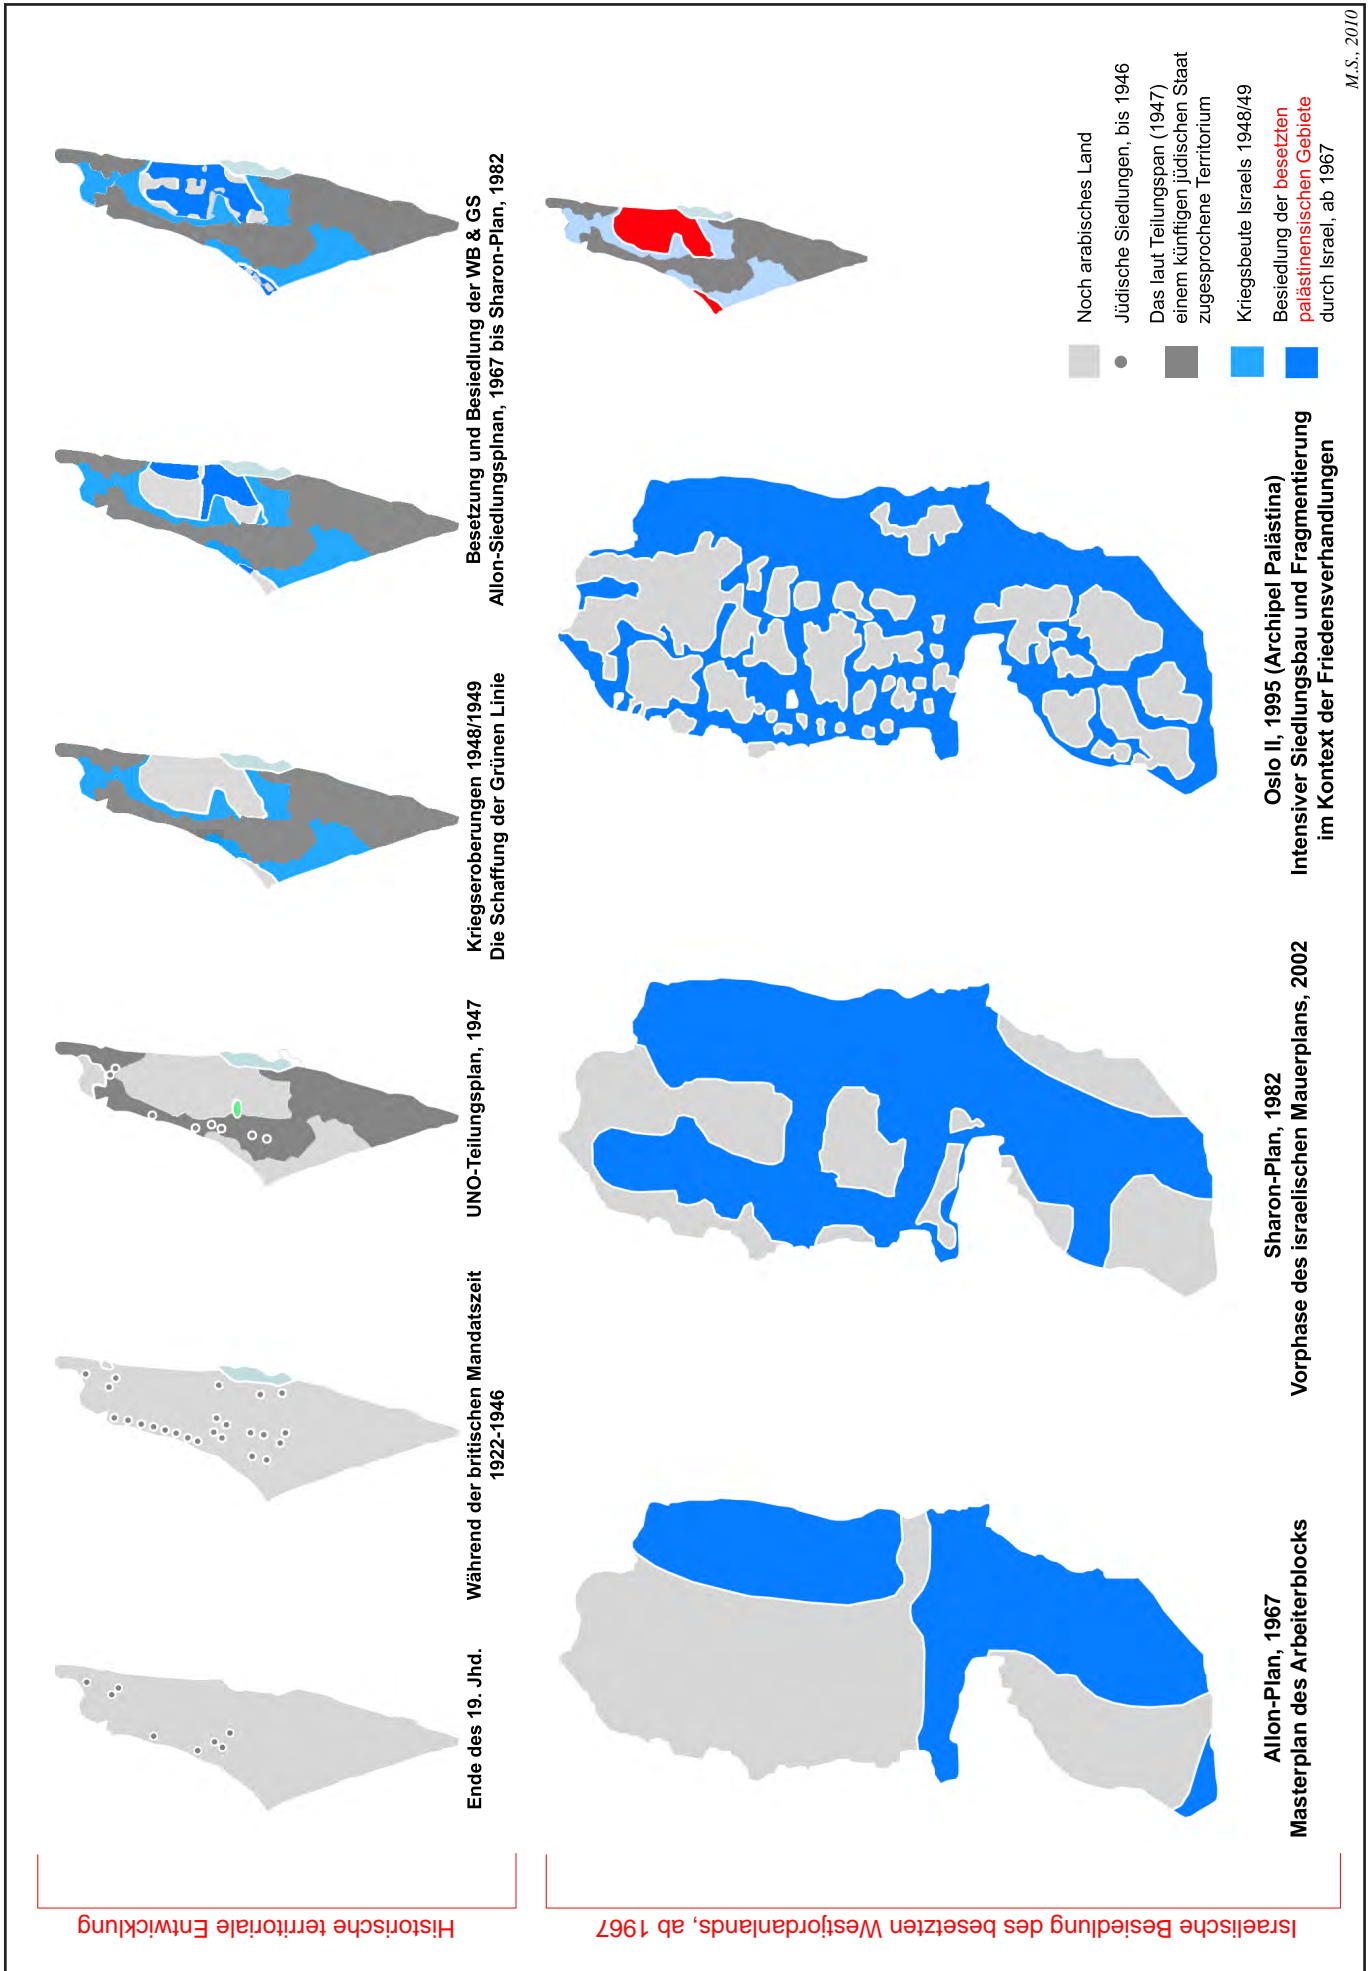 Historische territoriale Entwicklung
Ende des 19. Jhd.
Während der britischen Mandatszeit
1922-1946
UNO-Teilungsplan, 1947
Kriegseroberungen 1948/1949
Die Schaffung der Grünen Linie
Besetzung und Besiedlung der WB & GS
Allon-Siedlungsplnan, 1967 bis Sharon-Plan, 1982
Israelische Besiedlung des besetzten Westjordanlands, ab 1967
Allon-Plan, 1967
Masterplan des Arbeiterblocks
Sharon-Plan, 1982
Vorphase des israelischen Mauerplans, 2002
Oslo II, 1995 (Archipel Palästina)
Intensiver Siedlungsbau und Fragmentierung
im Kontext der Friedensverhandlungen
Noch arabisches Land
Jüdische Siedlungen, bis 1946
Das laut Teilungspan (1947)
einem künftigen jüdischen Staat
zugesprochene Territorium
Kriegsbeute Israels 1948/49
Besiedlung der besetzten
palästinensischen Gebiete
durch Israel, ab 1967
M.S., 2010